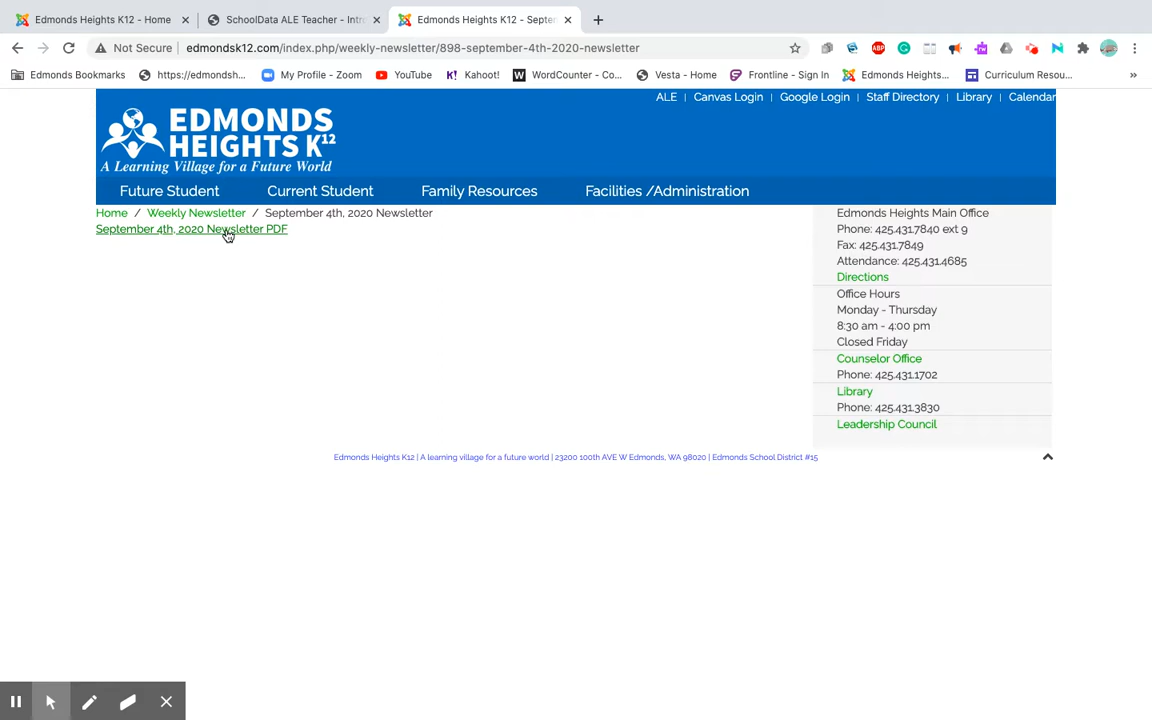 Edmonds Heights K12 - Home
SchoolData ALE Teacher - Intr
Edmonds Heights K12 - Septe
Not Secure
edmondsk12.com/index.php/weekly-newsletter/898-september-4th-2020-newsletter
ABP
Edmonds Bookmarks
https://edmondsh...
My Profile - Zoom
YouTube
K!
Kahoot!
W
WordCounter - Co...
Vesta - Home
Frontline - Sign In
Edmonds Heights...
Curriculum Resou...
»
ALE | Canvas Login | Google Login | Staff Directory | Library | Calendar
EDMONDS
HEIGHTS K12
A Learning Village for a Future World
Future Student
Current Student
Family Resources
Facilities /Administration
Home / Weekly Newsletter / September 4th, 2020 Newsletter
September 4th, 2020 Newsletter PDF
Edmonds Heights Main Office
Phone: 425.431.7840 ext 9
Fax: 425.431.7849
Attendance: 425.431.4685
Directions
Office Hours
Monday - Thursday
8:30 am - 4:00 pm
Closed Friday
Counselor Office
Phone: 425.431.1702
Library
Phone: 425.431.3830
Leadership Council
Edmonds Heights K12 | A learning village for a future world | 23200 100th AVE W Edmonds, WA 98020 | Edmonds School District #15